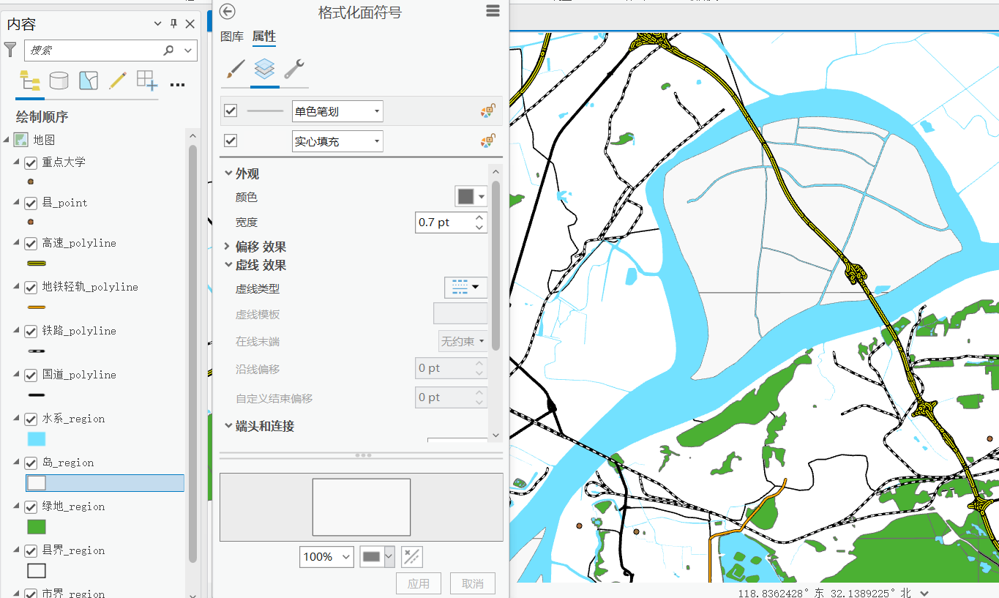 内容
搜索
绘制顺序
地图
重点大学
县_point
高速_polyline
地铁轻轨_polyline
铁路_polyline
国道_polyline
水系_region
岛_region
绿地_region
县界_region
市界_region
格式化面符号
图库 属性
单色笔划
实心填充
外观
颜色
宽度 0.7 pt
偏移 效果
虚线 效果
虚线类型
虚线模板
在线末端 无约束
沿线偏移 0 pt
自定义结束偏移 0 pt
端头和连接
100%
应用 取消
118.8362428°东 32.1389225°北